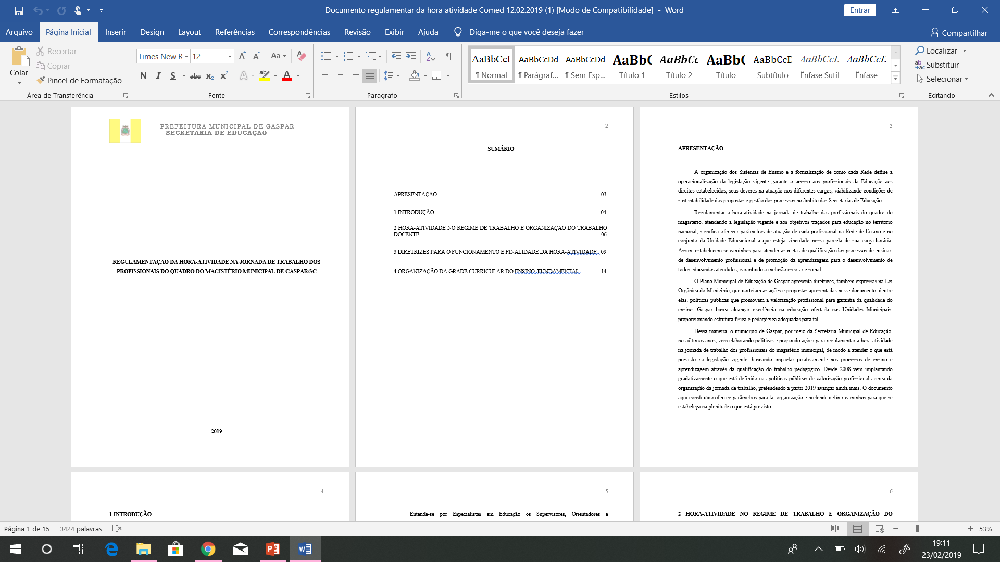 ___Documento regulamentar da hora atividade Comed 12.02.2019 (1) [Modo de Compatibilidade] - Word
Entrar
Arquivo
Página Inicial
Inserir
Design
Layout
Referências
Correspondências
Revisão
Exibir
Ajuda
Diga-me o que você deseja fazer
Compartilhar
Colar
Recortar
Copiar
Pincel de Formatação
Área de Transferência
Times New R
12
Aa
N I S abc x₂ x²
Fonte
Parágrafo
AaBbCcI
¶ Normal
AaBbCcDd
¶ Parágraf...
AaBbCcDd
¶ Sem Esp...
AaBb(
Título 1
AaBbCc
Título 2
AaBb(
Título
AaBbCcD
Subtítulo
AaBbCcL
Ênfase Sutil
AaBbCcL
Ênfase
Estilos
Localizar
Substituir
Selecionar
Editando
PREFEITURA MUNICIPAL DE GASPAR
SECRETARIA DE EDUCAÇÃO
REGULAMENTAÇÃO DA HORA-ATIVIDADE NA JORNADA DE TRABALHO DOS
PROFISSIONAIS DO QUADRO DO MAGISTÉRIO MUNICIPAL DE GASPAR/SC
2019
2
SUMÁRIO
APRESENTAÇÃO ........ 03
1 INTRODUÇÃO ........ 04
2 HORA-ATIVIDADE NO REGIME DE TRABALHO E ORGANIZAÇÃO DO TRABALHO
DOCENTE ........ 06
3 DIRETRIZES PARA O FUNCIONAMENTO E FINALIDADE DA HORA-ATIVIDADE.. 09
4 ORGANIZAÇÃO DA GRADE CURRICULAR DO ENSINO FUNDAMENTAL ........ 14
3
APRESENTAÇÃO
A organização dos Sistemas de Ensino e a formalização de como cada Rede define a
operacionalização da legislação vigente garante o acesso aos profissionais da Educação aos
direitos estabelecidos, seus deveres na atuação nos diferentes cargos, viabilizando condições de
sustentabilidade das propostas e gestão dos processos no âmbito das Secretarias de Educação.
Regulamentar a hora-atividade na jornada de trabalho dos profissionais do quadro do
magistério, atendendo a legislação vigente e aos objetivos traçados para educação no território
nacional, significa oferecer parâmetros de atuação de cada profissional na Rede de Ensino e no
conjunto da Unidade Educacional a que esteja vinculado nessa parcela de sua carga-horária.
Assim, estabelecem-se caminhos para atender as metas de qualificação dos processos de ensinar,
de desenvolvimento profissional e de promoção da aprendizagem para o desenvolvimento de
todos educandos atendidos, garantindo a inclusão escolar e social.
O Plano Municipal de Educação de Gaspar apresenta diretrizes, também expressas na Lei
Orgânica do Município, que norteiam as ações e propostas apresentadas nesse documento, dentre
elas, políticas públicas que promovam a valorização profissional para garantia da qualidade do
ensino. Gaspar busca alcançar excelência na educação ofertada nas Unidades Municipais,
proporcionando estrutura física e pedagógica adequadas para tal.
Dessa maneira, o município de Gaspar, por meio da Secretaria Municipal de Educação,
nos últimos anos, vem elaborando políticas e propondo ações para regulamentar a hora-atividade
na jornada de trabalho dos profissionais do magistério municipal, de modo a atender o que está
previsto na legislação vigente, buscando impactar positivamente nos processos de ensino e
aprendizagem através da qualificação do trabalho pedagógico. Desde 2008 vem implantando
gradativamente o que está definido nas políticas públicas de valorização profissional acerca da
organização da jornada de trabalho, pretendendo a partir 2019 avançar ainda mais. O documento
aqui constituído oferece parâmetros para tal organização e pretende definir caminhos para que se
estabeleça na plenitude o que está previsto.
4
1 INTRODUÇÃO
5
Entende-se por Especialistas em Educação os Supervisores, Orientadores e
6
2 HORA-ATIVIDADE NO REGIME DE TRABALHO E ORGANIZAÇÃO DO
Página 1 de 15
3424 palavras
53%
19:11
23/02/2019